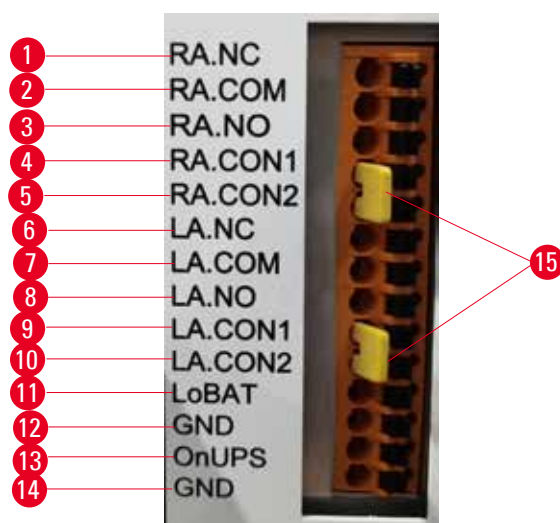 1 RA.NC
2 RA.COM
3 RA.NO
4 RA.CON1
5 RA.CON2
6 LA.NC
7 LA.COM
8 LA.NO
9 LA.CON1
10 LA.CON2
11 LoBAT
12 GND
13 OnUPS
14 GND
15